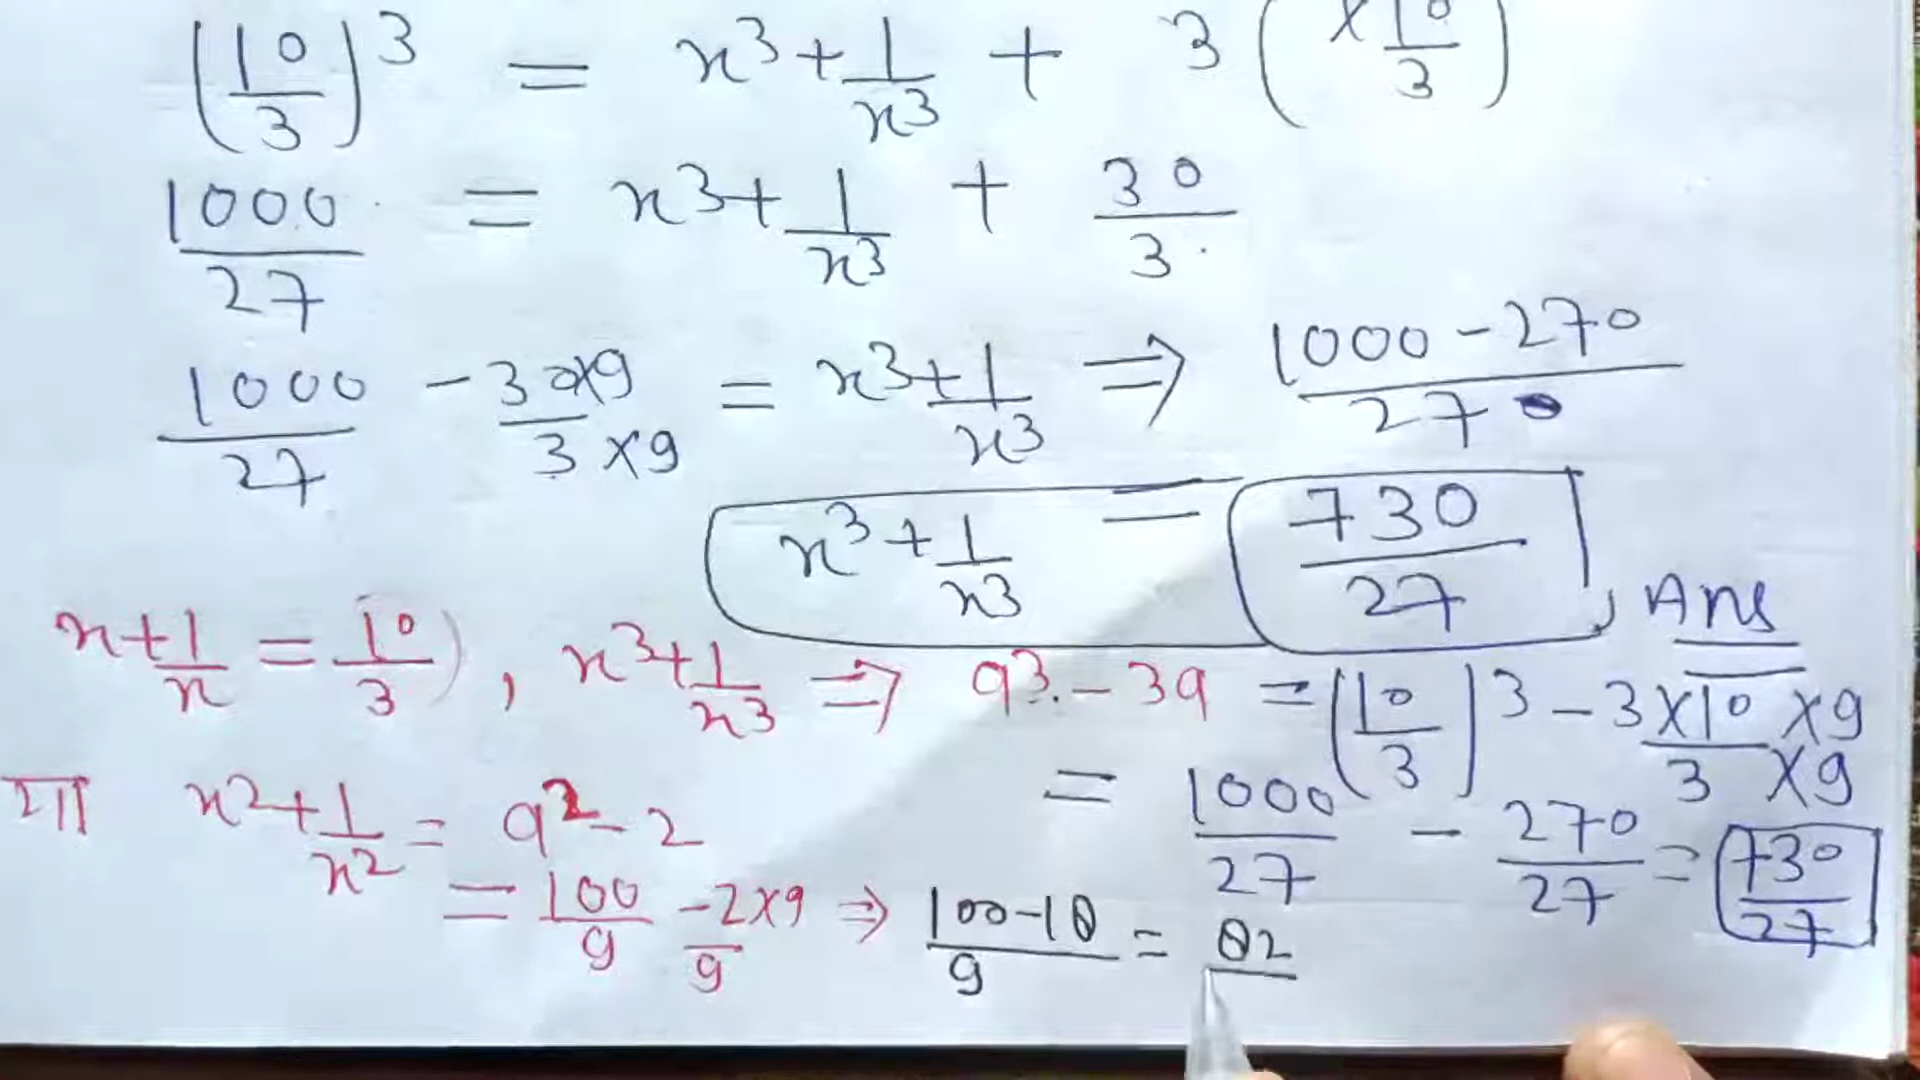 (10/3)³ = x³ + 1/x³ + 3(×10/3)
1000/27 = x³ + 1/x³ + 30/3
1000/27 - 30×9/3×9 = x³ + 1/x³ ⇒ 1000-270/27
x³ + 1/x³ = 730/27, Ans
x + 1/x = 10/3), x³ + 1/x³ ⇒ a³ - 3a = (10/3)³ - 3×10×9/3×9
= 1000/27 - 270/27 = 730/27
या x² + 1/x² = a² - 2
= 100/9 - 2×9/9 ⇒ 100-18/9 = 82